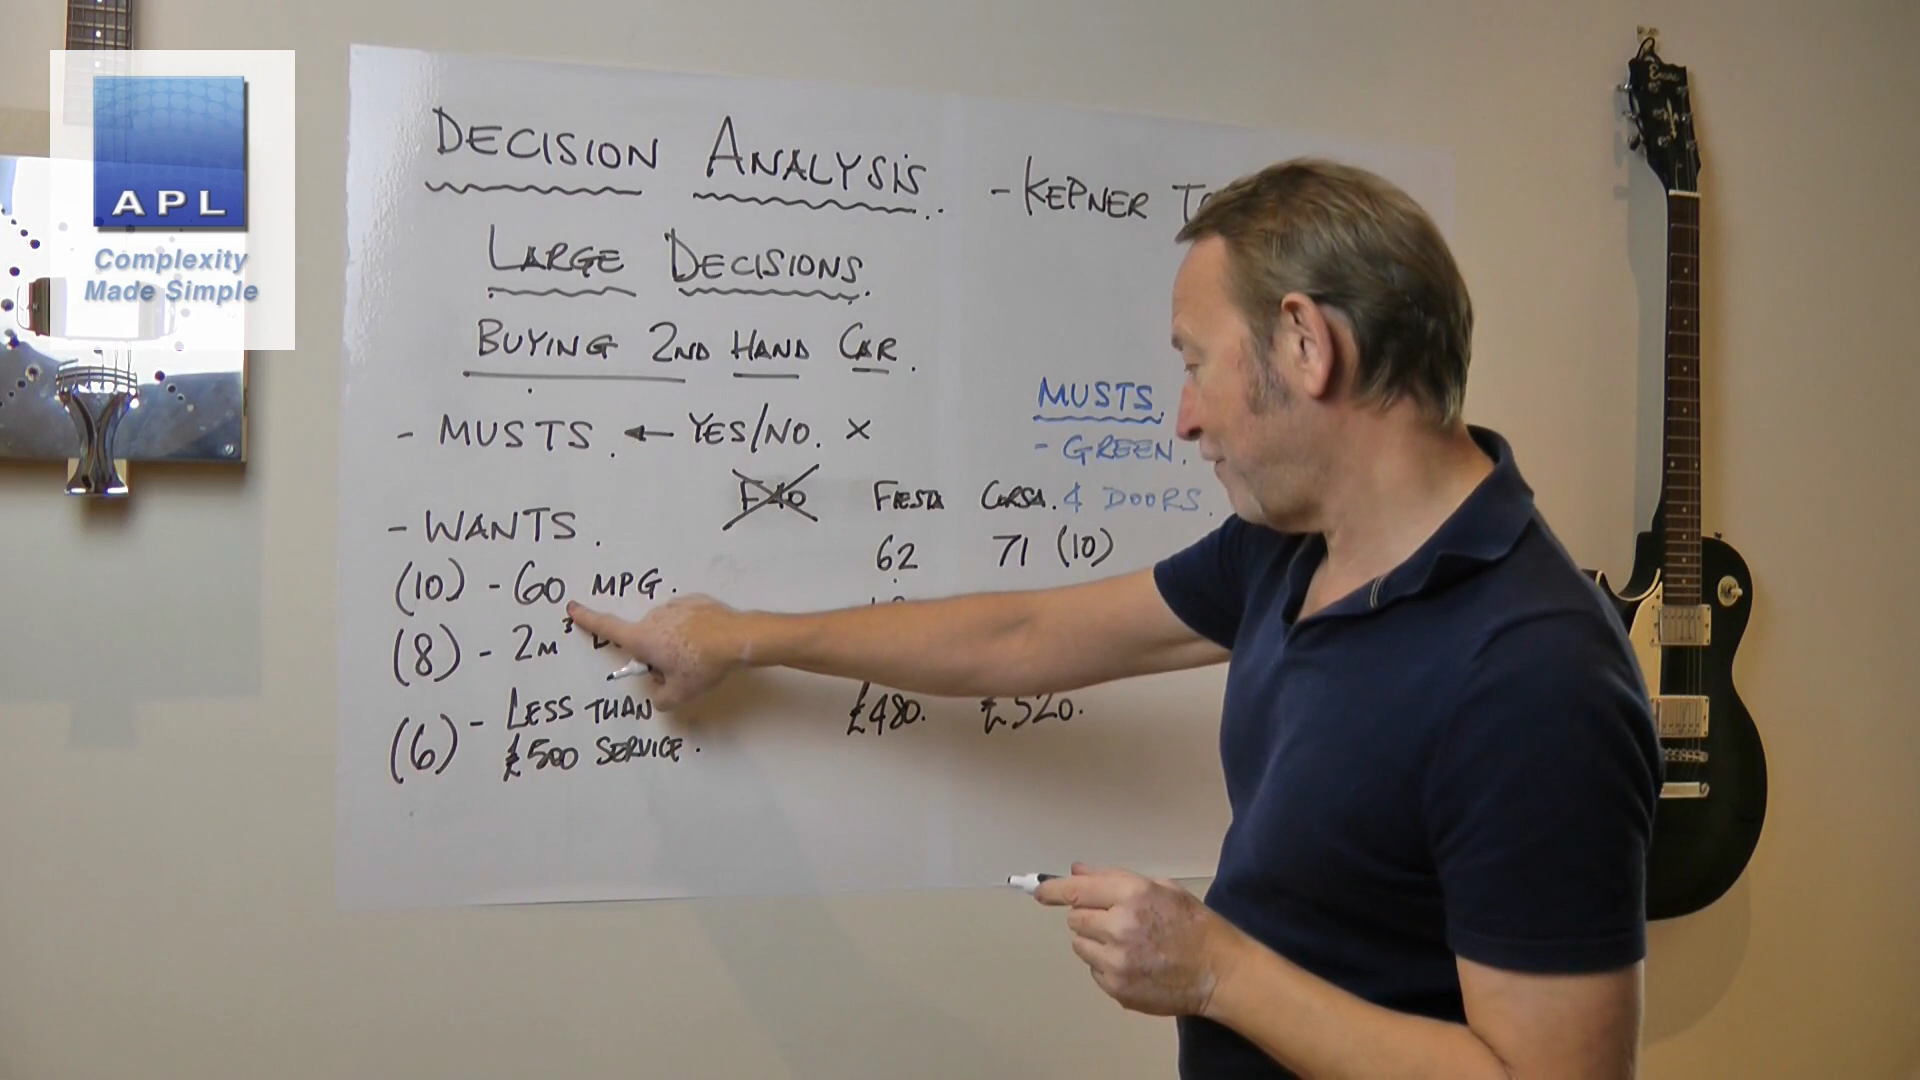 APL
Complexity
Made Simple
DECISION ANALYSIS.. - KEPNER
LARGE DECISIONS.
BUYING 2ND HAND CAR.
- MUSTS. ← YES/NO. X
MUSTS
- GREEN.
4 DOORS.
F40 FIESTA CORSA.
- WANTS.
(10) - 60 MPG. 62 71 (10)
(8) - 2M³
(6) - LESS THAN £480. £520.
£500 SERVICE.